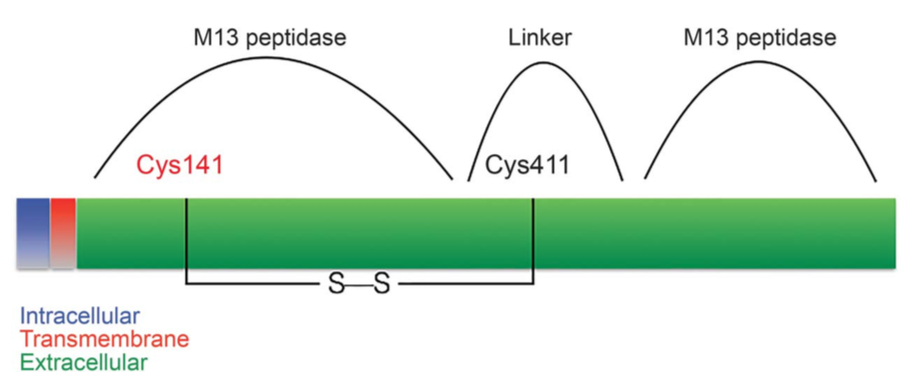 M13 peptidase
Linker
M13 peptidase
Cys141
Cys411
S—S
Intracellular
Transmembrane
Extracellular